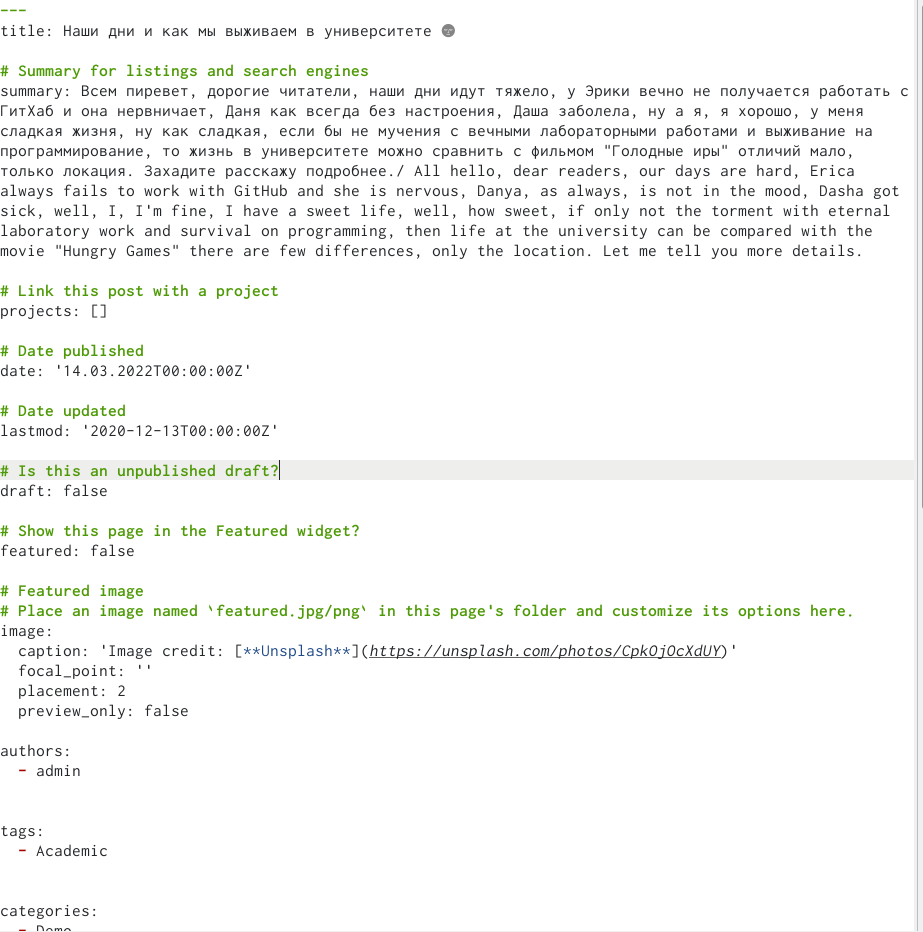 ---
title: Наши дни и как мы выживаем в университете 🌚
# Summary for listings and search engines
summary: Всем пиревет, дорогие читатели, наши дни идут тяжело, у Эрики вечно не получается работать с
ГитХаб и она нервничает, Даня как всегда без настроения, Даша заболела, ну а я, я хорошо, у меня
сладкая жизня, ну как сладкая, если бы не мучения с вечными лабораторными работами и выживание на
программирование, то жизнь в университете можно сравнить с фильмом "Голодные иры" отличий мало,
только локация. Захадите расскажу подробнее./ All hello, dear readers, our days are hard, Erica
always fails to work with GitHub and she is nervous, Danya, as always, is not in the mood, Dasha got
sick, well, I, I'm fine, I have a sweet life, well, how sweet, if only not the torment with eternal
laboratory work and survival on programming, then life at the university can be compared with the
movie "Hungry Games" there are few differences, only the location. Let me tell you more details.
# Link this post with a project
projects: []
# Date published
date: '14.03.2022T00:00:00Z'
# Date updated
lastmod: '2020-12-13T00:00:00Z'
# Is this an unpublished draft?
draft: false
# Show this page in the Featured widget?
featured: false
# Featured image
# Place an image named `featured.jpg/png` in this page's folder and customize its options here.
image:
  caption: 'Image credit: [**Unsplash**](https://unsplash.com/photos/CpkOjOcXdUY)'
  focal_point: ''
  placement: 2
  preview_only: false
authors:
  - admin
tags:
  - Academic
categories:
  - Demo